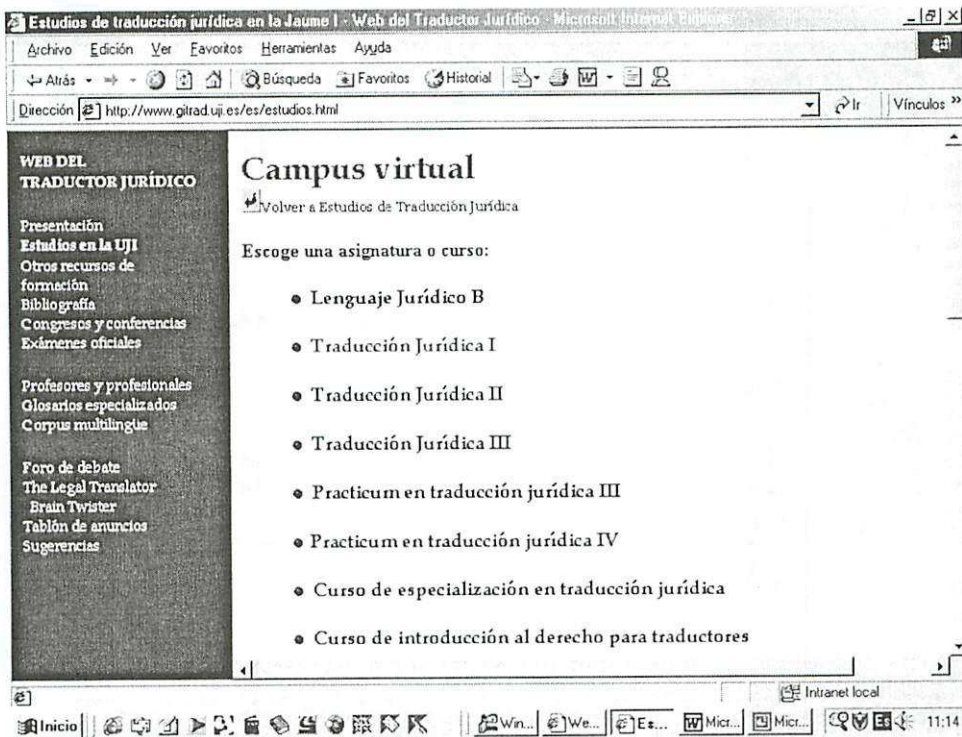 Estudios de traducción jurídica en la Jaume I - Web del Traductor Jurídico - Microsoft Internet Explorer
Archivo Edición Ver Favoritos Herramientas Ayuda
Atrás Búsqueda Favoritos Historial
Dirección http://www.gitrad.uji.es/es/estudios.html Ir Vínculos »
WEB DEL
TRADUCTOR JURÍDICO
Presentación
Estudios en la UJI
Otros recursos de
formación
Bibliografía
Congresos y conferencias
Exámenes oficiales
Profesores y profesionales
Glosarios especializados
Corpus multilingüe
Foro de debate
The Legal Translator
Brain Twister
Tablón de anuncios
Sugerencias
Campus virtual
Volver a Estudios de Traducción Jurídica
Escoge una asignatura o curso:
Lenguaje Jurídico B
Traducción Jurídica I
Traducción Jurídica II
Traducción Jurídica III
Practicum en traducción jurídica III
Practicum en traducción jurídica IV
Curso de especialización en traducción jurídica
Curso de introducción al derecho para traductores
Intranet local
Inicio Win... We... Es... Micr... Micr... 11:14